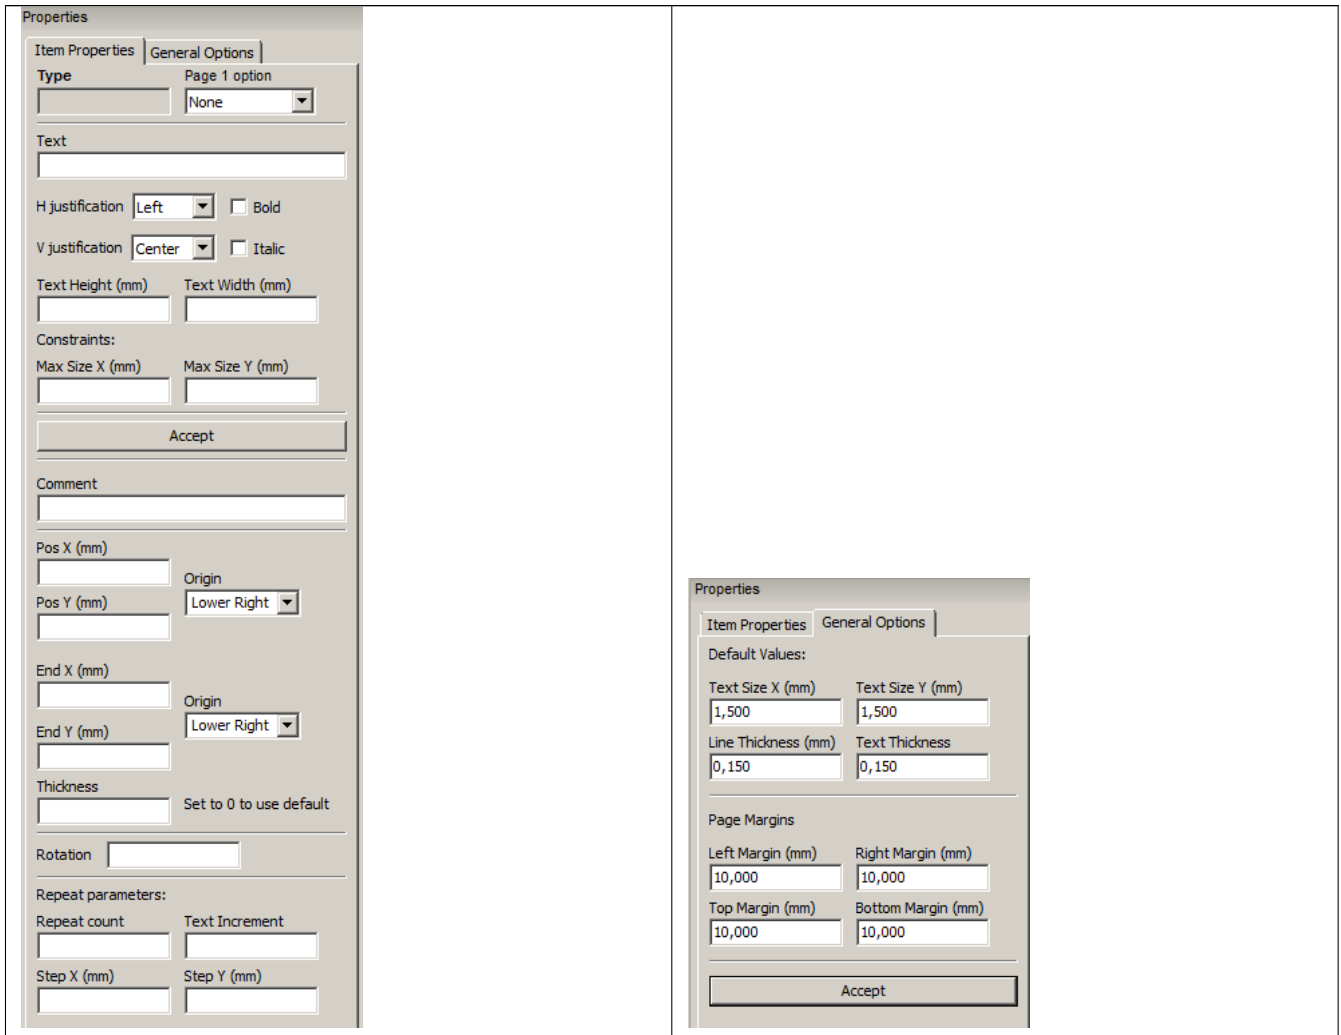 Properties
Item Properties General Options
Type Page 1 option
None
Text
H justification Left Bold
V justification Center Italic
Text Height (mm) Text Width (mm)
Constraints:
Max Size X (mm) Max Size Y (mm)
Accept
Comment
Pos X (mm)
Origin
Pos Y (mm) Lower Right
End X (mm)
Origin
End Y (mm) Lower Right
Thickness
Set to 0 to use default
Rotation
Repeat parameters:
Repeat count Text Increment
Step X (mm) Step Y (mm)
Properties
Item Properties General Options
Default Values:
Text Size X (mm) Text Size Y (mm)
1,500 1,500
Line Thickness (mm) Text Thickness
0,150 0,150
Page Margins
Left Margin (mm) Right Margin (mm)
10,000 10,000
Top Margin (mm) Bottom Margin (mm)
10,000 10,000
Accept